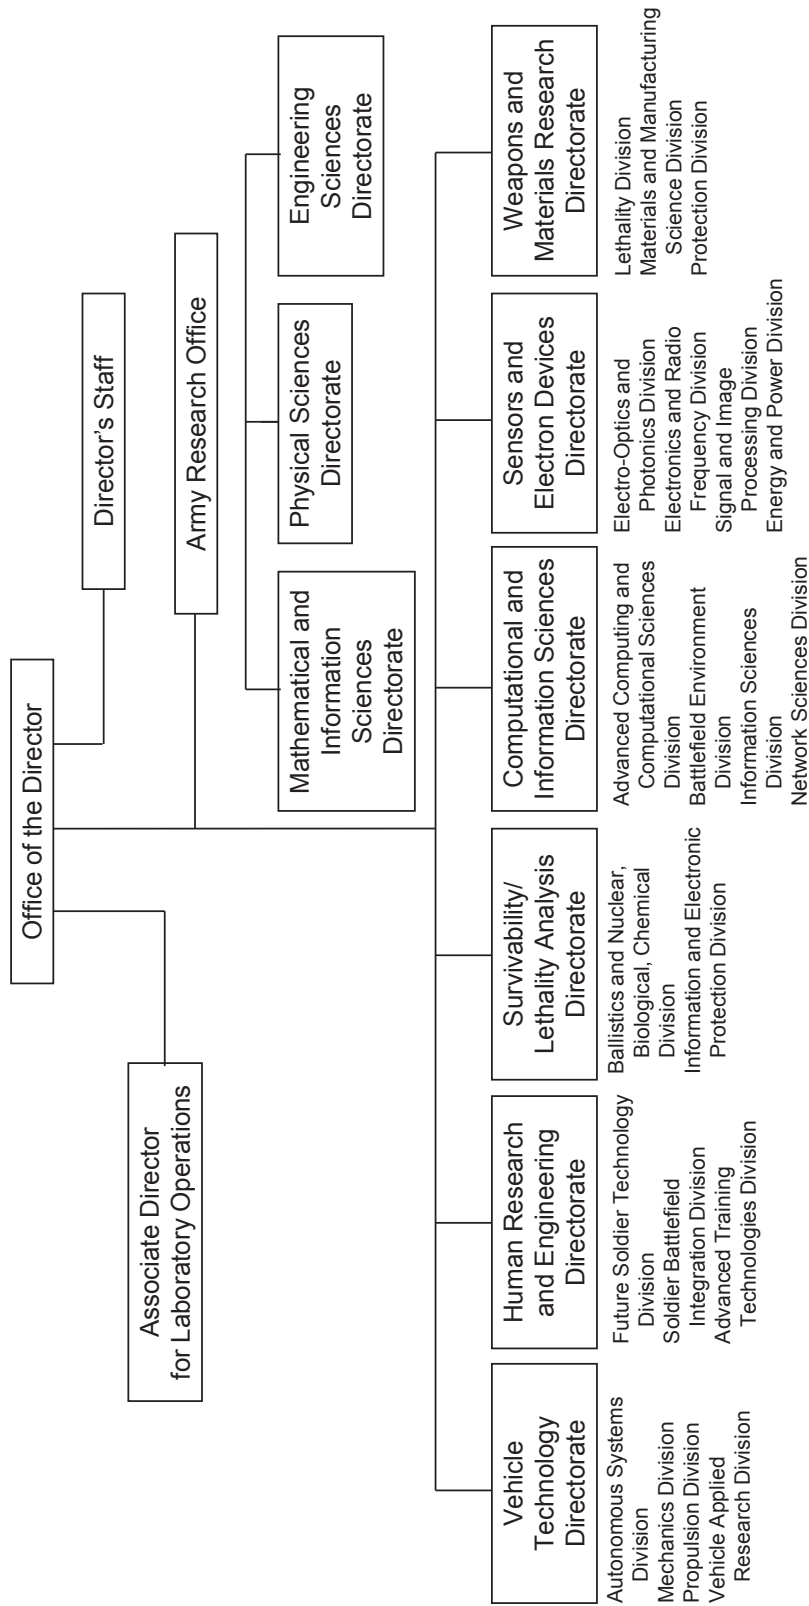 Office of the Director
Director's Staff
Associate Director
for Laboratory Operations
Army Research Office
Mathematical and
Information
Sciences
Directorate
Physical Sciences
Directorate
Engineering
Sciences
Directorate
Vehicle
Technology
Directorate
Autonomous Systems
Division
Mechanics Division
Propulsion Division
Vehicle Applied
Research Division
Human Research
and Engineering
Directorate
Future Soldier Technology
Division
Soldier Battlefield
Integration Division
Advanced Training
Technologies Division
Survivability/
Lethality Analysis
Directorate
Ballistics and Nuclear,
Biological, Chemical
Division
Information and Electronic
Protection Division
Computational and
Information Sciences
Directorate
Advanced Computing and
Computational Sciences
Division
Battlefield Environment
Division
Information Sciences
Division
Network Sciences Division
Sensors and
Electron Devices
Directorate
Electro-Optics and
Photonics Division
Electronics and Radio
Frequency Division
Signal and Image
Processing Division
Energy and Power Division
Weapons and
Materials Research
Directorate
Lethality Division
Materials and Manufacturing
Science Division
Protection Division